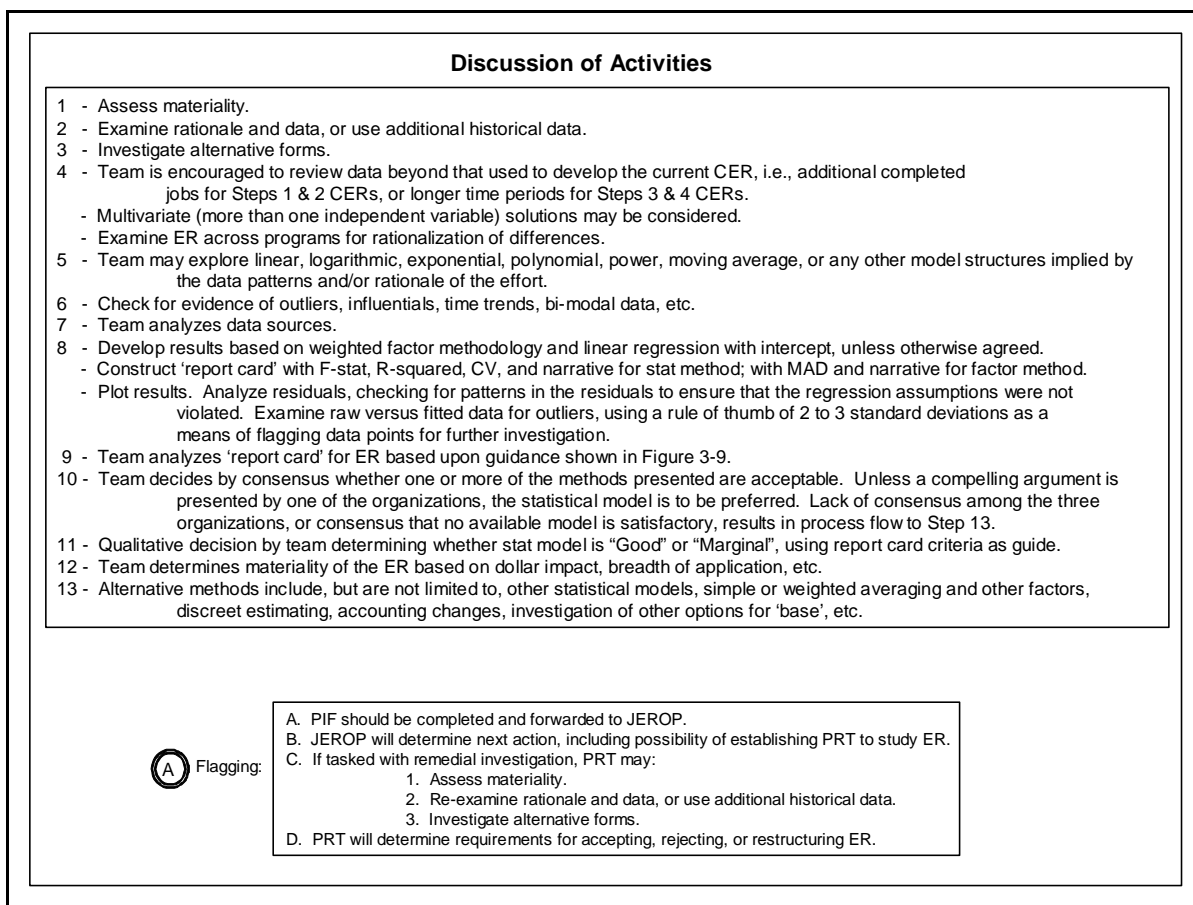 Discussion of Activities
1 - Assess materiality.
2 - Examine rationale and data, or use additional historical data.
3 - Investigate alternative forms.
4 - Team is encouraged to review data beyond that used to develop the current CER, i.e., additional completed
jobs for Steps 1 & 2 CERs, or longer time periods for Steps 3 & 4 CERs.
- Multivariate (more than one independent variable) solutions may be considered.
- Examine ER across programs for rationalization of differences.
5 - Team may explore linear, logarithmic, exponential, polynomial, power, moving average, or any other model structures implied by
the data patterns and/or rationale of the effort.
6 - Check for evidence of outliers, influentials, time trends, bi-modal data, etc.
7 - Team analyzes data sources.
8 - Develop results based on weighted factor methodology and linear regression with intercept, unless otherwise agreed.
- Construct ‘report card’ with F-stat, R-squared, CV, and narrative for stat method; with MAD and narrative for factor method.
- Plot results. Analyze residuals, checking for patterns in the residuals to ensure that the regression assumptions were not
violated. Examine raw versus fitted data for outliers, using a rule of thumb of 2 to 3 standard deviations as a
means of flagging data points for further investigation.
9 - Team analyzes ‘report card’ for ER based upon guidance shown in Figure 3-9.
10 - Team decides by consensus whether one or more of the methods presented are acceptable. Unless a compelling argument is
presented by one of the organizations, the statistical model is to be preferred. Lack of consensus among the three
organizations, or consensus that no available model is satisfactory, results in process flow to Step 13.
11 - Qualitative decision by team determining whether stat model is “Good” or “Marginal”, using report card criteria as guide.
12 - Team determines materiality of the ER based on dollar impact, breadth of application, etc.
13 - Alternative methods include, but are not limited to, other statistical models, simple or weighted averaging and other factors,
discreet estimating, accounting changes, investigation of other options for ‘base’, etc.
A Flagging:
A. PIF should be completed and forwarded to JEROP.
B. JEROP will determine next action, including possibility of establishing PRT to study ER.
C. If tasked with remedial investigation, PRT may:
1. Assess materiality.
2. Re-examine rationale and data, or use additional historical data.
3. Investigate alternative forms.
D. PRT will determine requirements for accepting, rejecting, or restructuring ER.